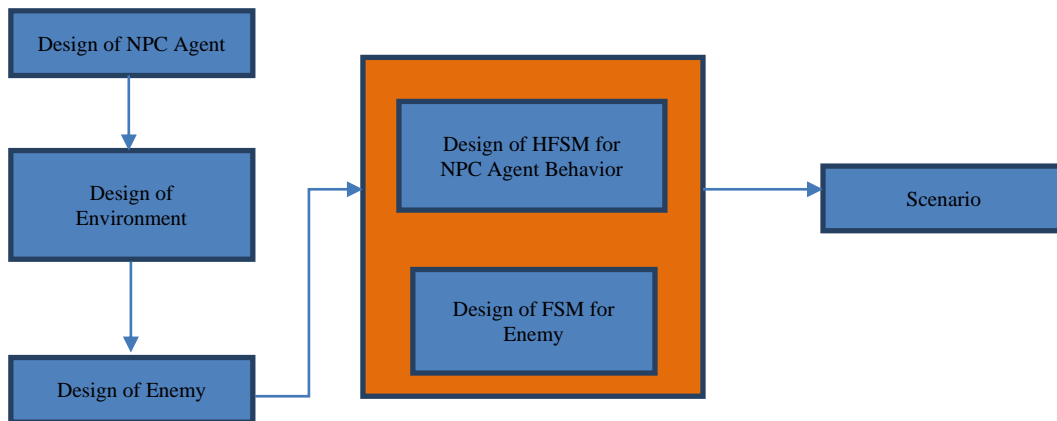 Design of NPC Agent
Design of
Environment
Design of Enemy
Design of HFSM for
NPC Agent Behavior
Design of FSM for
Enemy
Scenario